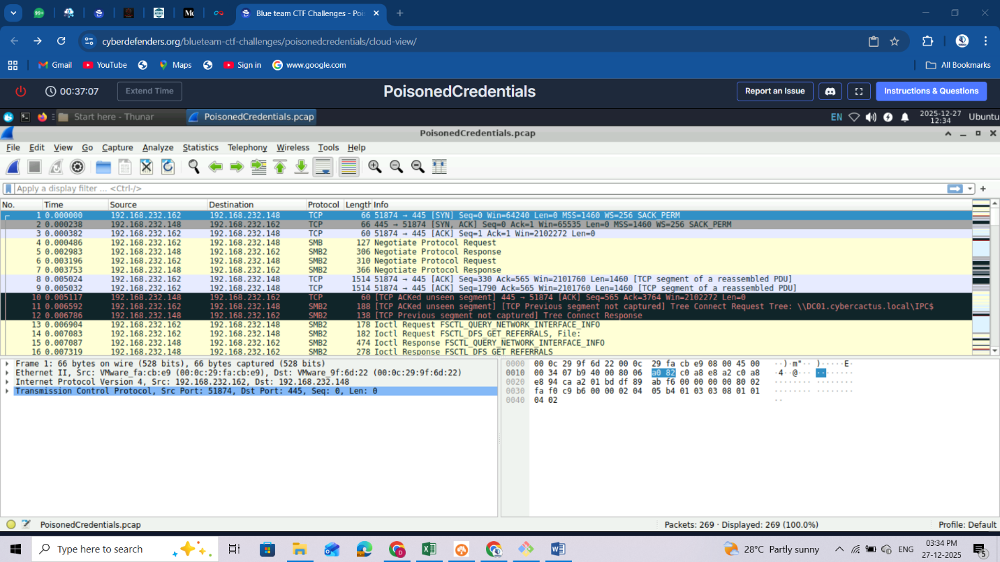 99+
Blue team CTF Challenges - Poi
cyberdefenders.org/blueteam-ctf-challenges/poisonedcredentials/cloud-view/
Gmail YouTube Maps Sign in www.google.com All Bookmarks
00:37:07 Extend Time PoisonedCredentials Report an Issue Instructions & Questions
Start here - Thunar PoisonedCredentials.pcap EN 2025-12-27 12:34 Ubuntu
PoisonedCredentials.pcap
File Edit View Go Capture Analyze Statistics Telephony Wireless Tools Help
Apply a display filter ... <Ctrl-/>
No. Time Source Destination Protocol Length Info
1 0.000000 192.168.232.162 192.168.232.148 TCP 66 51874 → 445 [SYN] Seq=0 Win=64240 Len=0 MSS=1460 WS=256 SACK_PERM
2 0.000238 192.168.232.148 192.168.232.162 TCP 66 445 → 51874 [SYN, ACK] Seq=0 Ack=1 Win=65535 Len=0 MSS=1460 WS=256 SACK_PERM
3 0.000382 192.168.232.162 192.168.232.148 TCP 60 51874 → 445 [ACK] Seq=1 Ack=1 Win=2102272 Len=0
4 0.000486 192.168.232.162 192.168.232.148 SMB 127 Negotiate Protocol Request
5 0.002983 192.168.232.148 192.168.232.162 SMB2 306 Negotiate Protocol Response
6 0.003196 192.168.232.162 192.168.232.148 SMB2 310 Negotiate Protocol Request
7 0.003753 192.168.232.148 192.168.232.162 SMB2 366 Negotiate Protocol Response
8 0.005024 192.168.232.162 192.168.232.148 TCP 1514 51874 → 445 [ACK] Seq=330 Ack=565 Win=2101760 Len=1460 [TCP segment of a reassembled PDU]
9 0.005032 192.168.232.162 192.168.232.148 TCP 1514 51874 → 445 [ACK] Seq=1790 Ack=565 Win=2101760 Len=1460 [TCP segment of a reassembled PDU]
10 0.005117 192.168.232.148 192.168.232.162 TCP 60 [TCP ACKed unseen segment] 445 → 51874 [ACK] Seq=565 Ack=3764 Win=2102272 Len=0
11 0.006592 192.168.232.162 192.168.232.148 SMB2 188 [TCP ACKed unseen segment] [TCP Previous segment not captured] Tree Connect Request Tree: \\DC01.cybercactus.local\IPC$
12 0.006786 192.168.232.148 192.168.232.162 SMB2 138 [TCP Previous segment not captured] Tree Connect Response
13 0.006904 192.168.232.162 192.168.232.148 SMB2 178 Ioctl Request FSCTL_QUERY_NETWORK_INTERFACE_INFO
14 0.007083 192.168.232.162 192.168.232.148 SMB2 182 Ioctl Request FSCTL_DFS_GET_REFERRALS, File:
15 0.007087 192.168.232.148 192.168.232.162 SMB2 474 Ioctl Response FSCTL_QUERY_NETWORK_INTERFACE_INFO
16 0.007319 192.168.232.148 192.168.232.162 SMB2 278 Ioctl Response FSCTL_DFS_GET_REFERRALS
Frame 1: 66 bytes on wire (528 bits), 66 bytes captured (528 bits)
Ethernet II, Src: VMware_fa:cb:e9 (00:0c:29:fa:cb:e9), Dst: VMware_9f:6d:22 (00:0c:29:9f:6d:22)
Internet Protocol Version 4, Src: 192.168.232.162, Dst: 192.168.232.148
Transmission Control Protocol, Src Port: 51874, Dst Port: 445, Seq: 0, Len: 0
0000 00 0c 29 9f 6d 22 00 0c 29 fa cb e9 08 00 45 00 ··)·m"·· )·····E·
0010 00 34 07 b9 40 00 80 06 a0 82 c0 a8 e8 a2 c0 a8 ·4··@··· ········
0020 e8 94 ca a2 01 bd df 89 ab f6 00 00 00 00 80 02 ········ ········
0030 fa f0 c9 b6 00 00 02 04 05 b4 01 03 03 08 01 01 ········ ········
0040 04 02 ··
PoisonedCredentials.pcap Packets: 269 · Displayed: 269 (100.0%) Profile: Default
Type here to search 28°C Partly sunny ENG 03:34 PM 27-12-2025 5